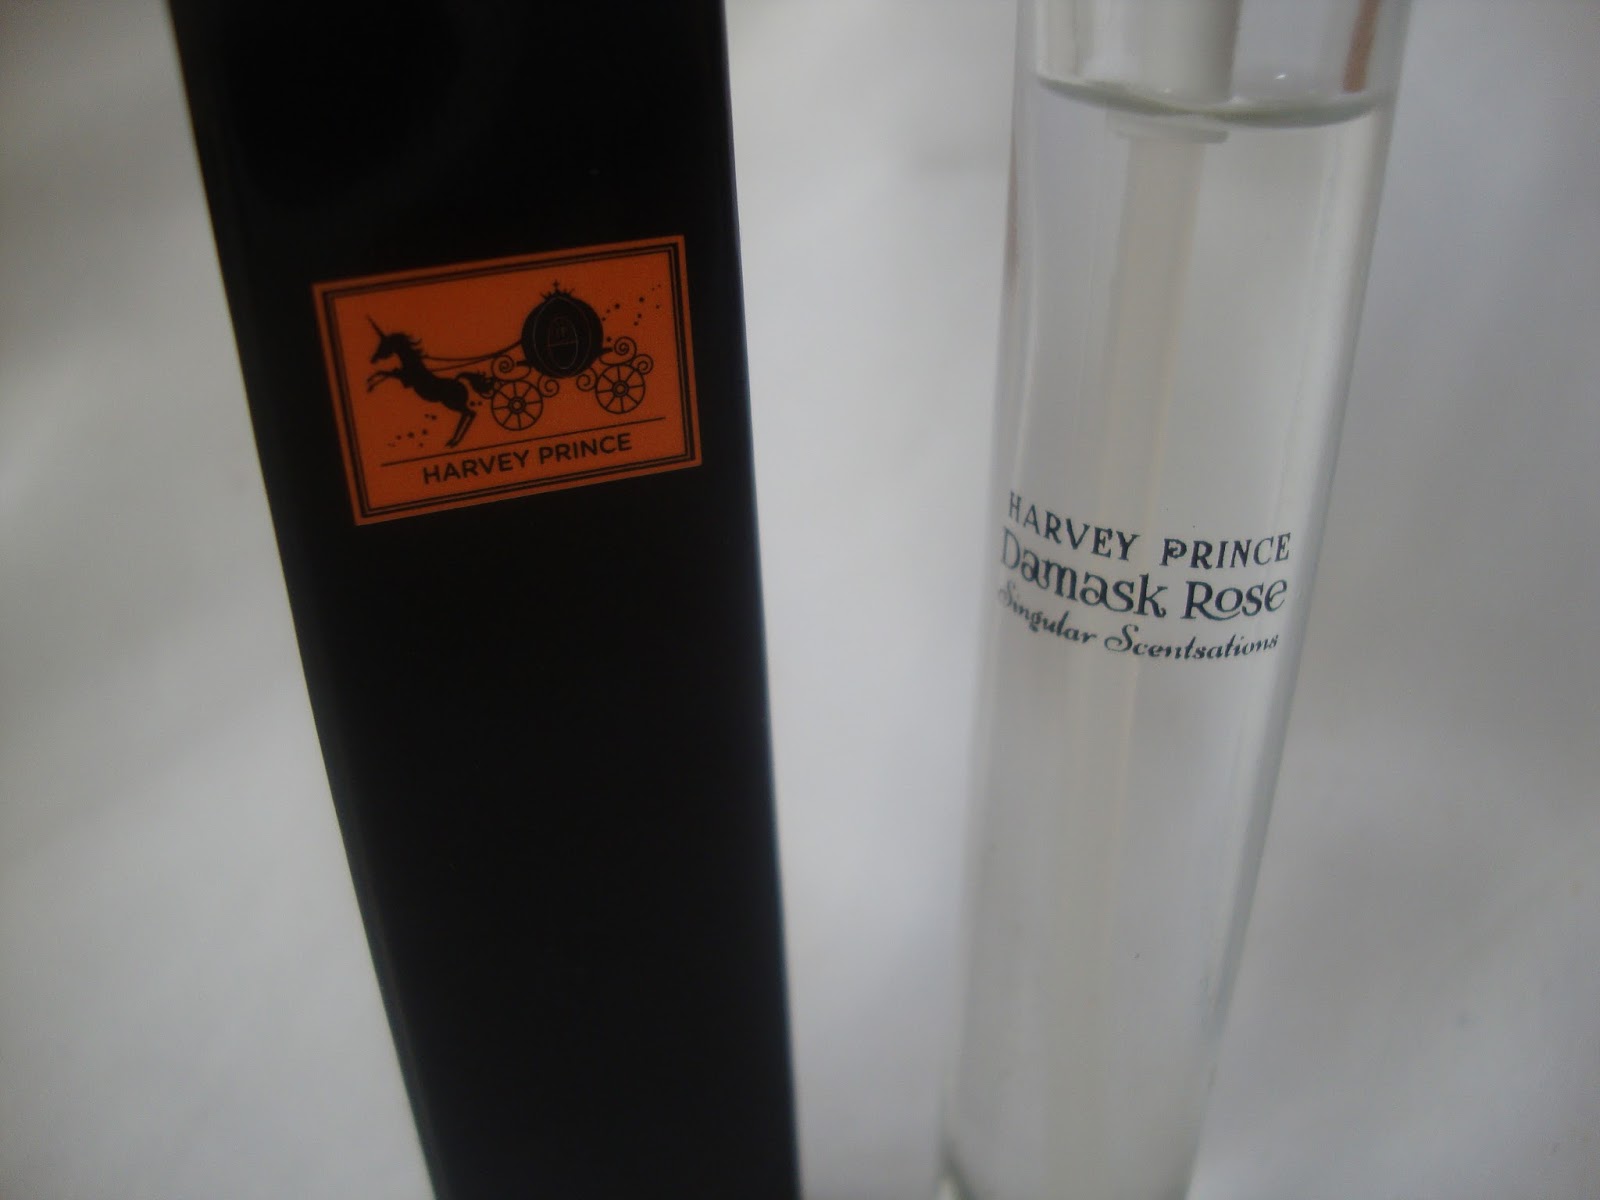 HARVEY PRINCE
HARVEY PRINCE
Damask Rose
Singular Scentsations